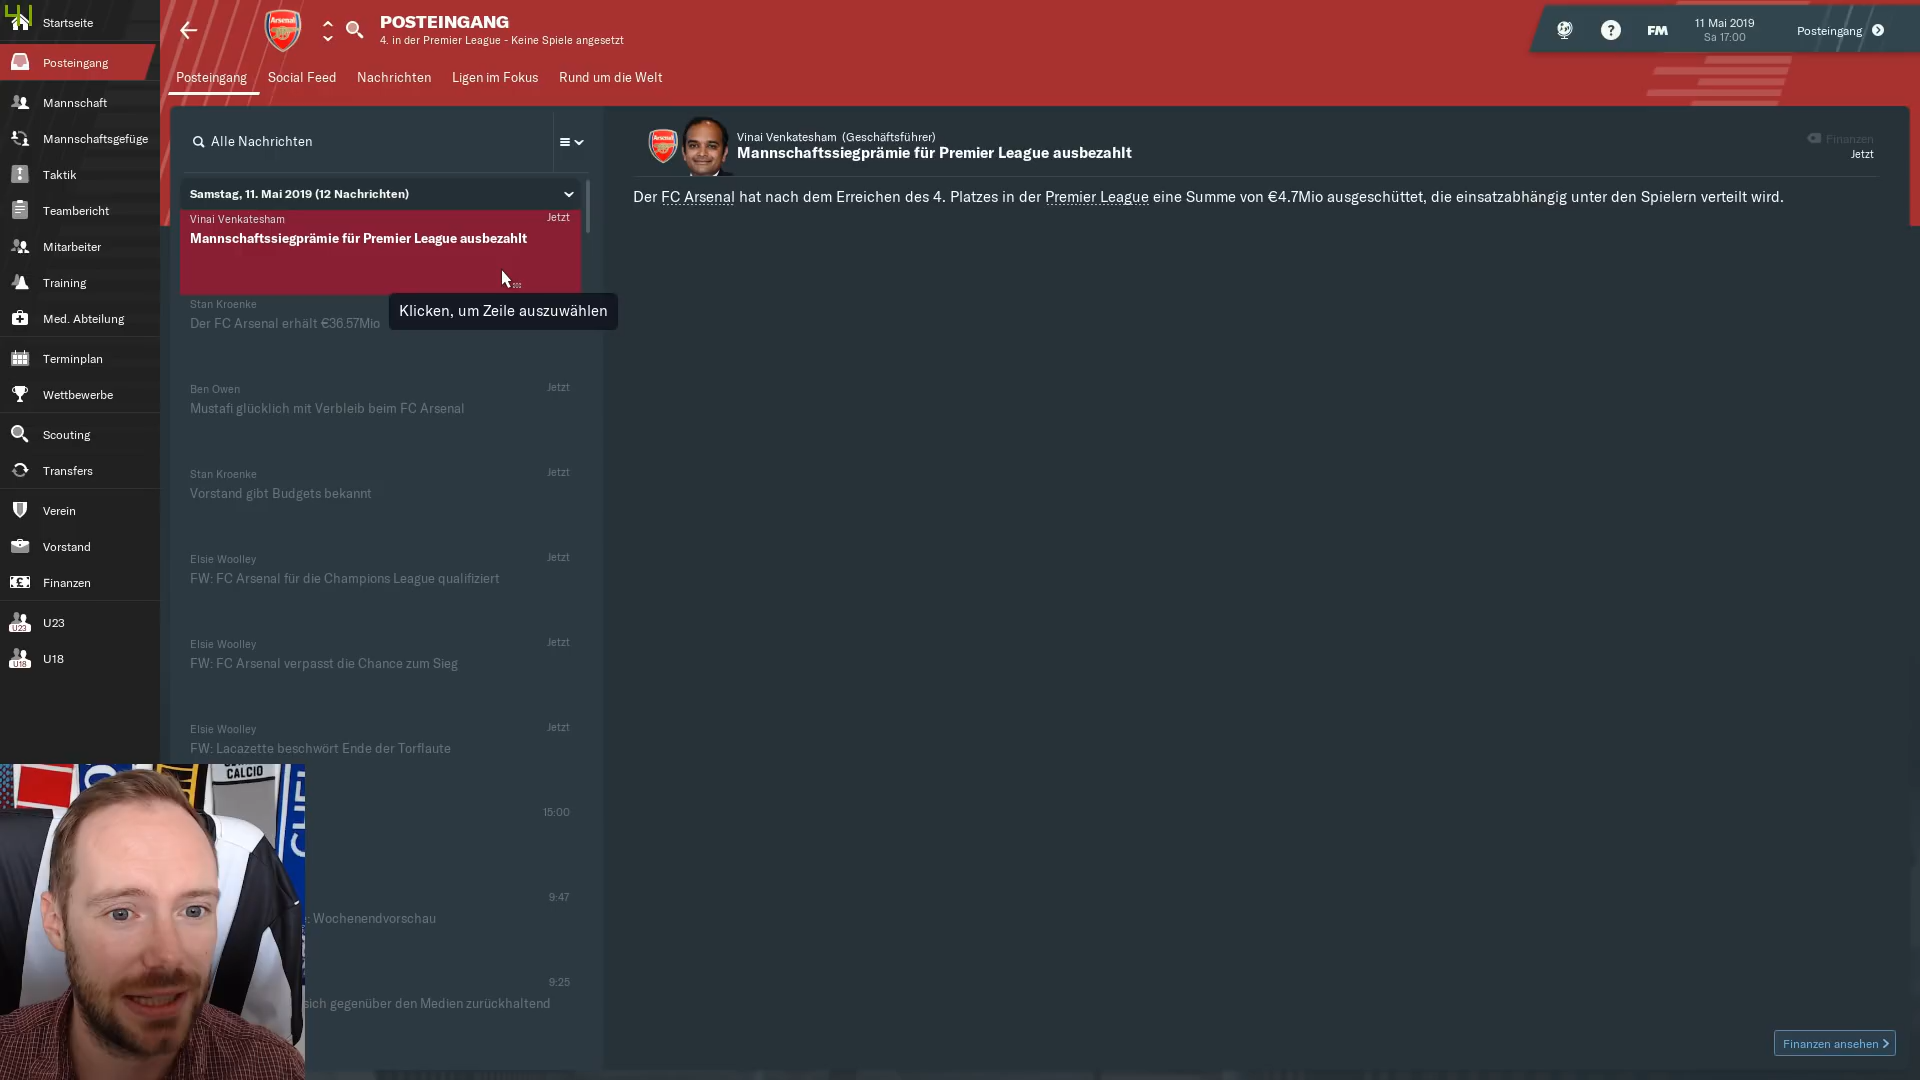 Startseite
Posteingang
Mannschaft
Mannschaftsgefüge
Taktik
Teambericht
Mitarbeiter
Training
Med. Abteilung
Terminplan
Wettbewerbe
Scouting
Transfers
Verein
Vorstand
Finanzen
U23
U23
U18
U18
Arsenal
POSTEINGANG
4. in der Premier League - Keine Spiele angesetzt
?
FM
11 Mai 2019
Sa 17:00
Posteingang
Posteingang Social Feed Nachrichten Ligen im Fokus Rund um die Welt
Alle Nachrichten
Samstag, 11. Mai 2019 (12 Nachrichten)
Vinai Venkatesham Jetzt
Mannschaftssiegprämie für Premier League ausbezahlt
Klicken, um Zeile auszuwählen
Stan Kroenke
Der FC Arsenal erhält €36.57Mio
Ben Owen Jetzt
Mustafi glücklich mit Verbleib beim FC Arsenal
Stan Kroenke Jetzt
Vorstand gibt Budgets bekannt
Elsie Woolley Jetzt
FW: FC Arsenal für die Champions League qualifiziert
Elsie Woolley Jetzt
FW: FC Arsenal verpasst die Chance zum Sieg
Elsie Woolley Jetzt
FW: Lacazette beschwört Ende der Torflaute
15:00
9:47
: Wochenendvorschau
9:25
sich gegenüber den Medien zurückhaltend
CALCIO
Arsenal
Vinai Venkatesham (Geschäftsführer)
Mannschaftssiegprämie für Premier League ausbezahlt
Finanzen
Jetzt
Der FC Arsenal hat nach dem Erreichen des 4. Platzes in der Premier League eine Summe von €4.7Mio ausgeschüttet, die einsatzabhängig unter den Spielern verteilt wird.
Finanzen ansehen